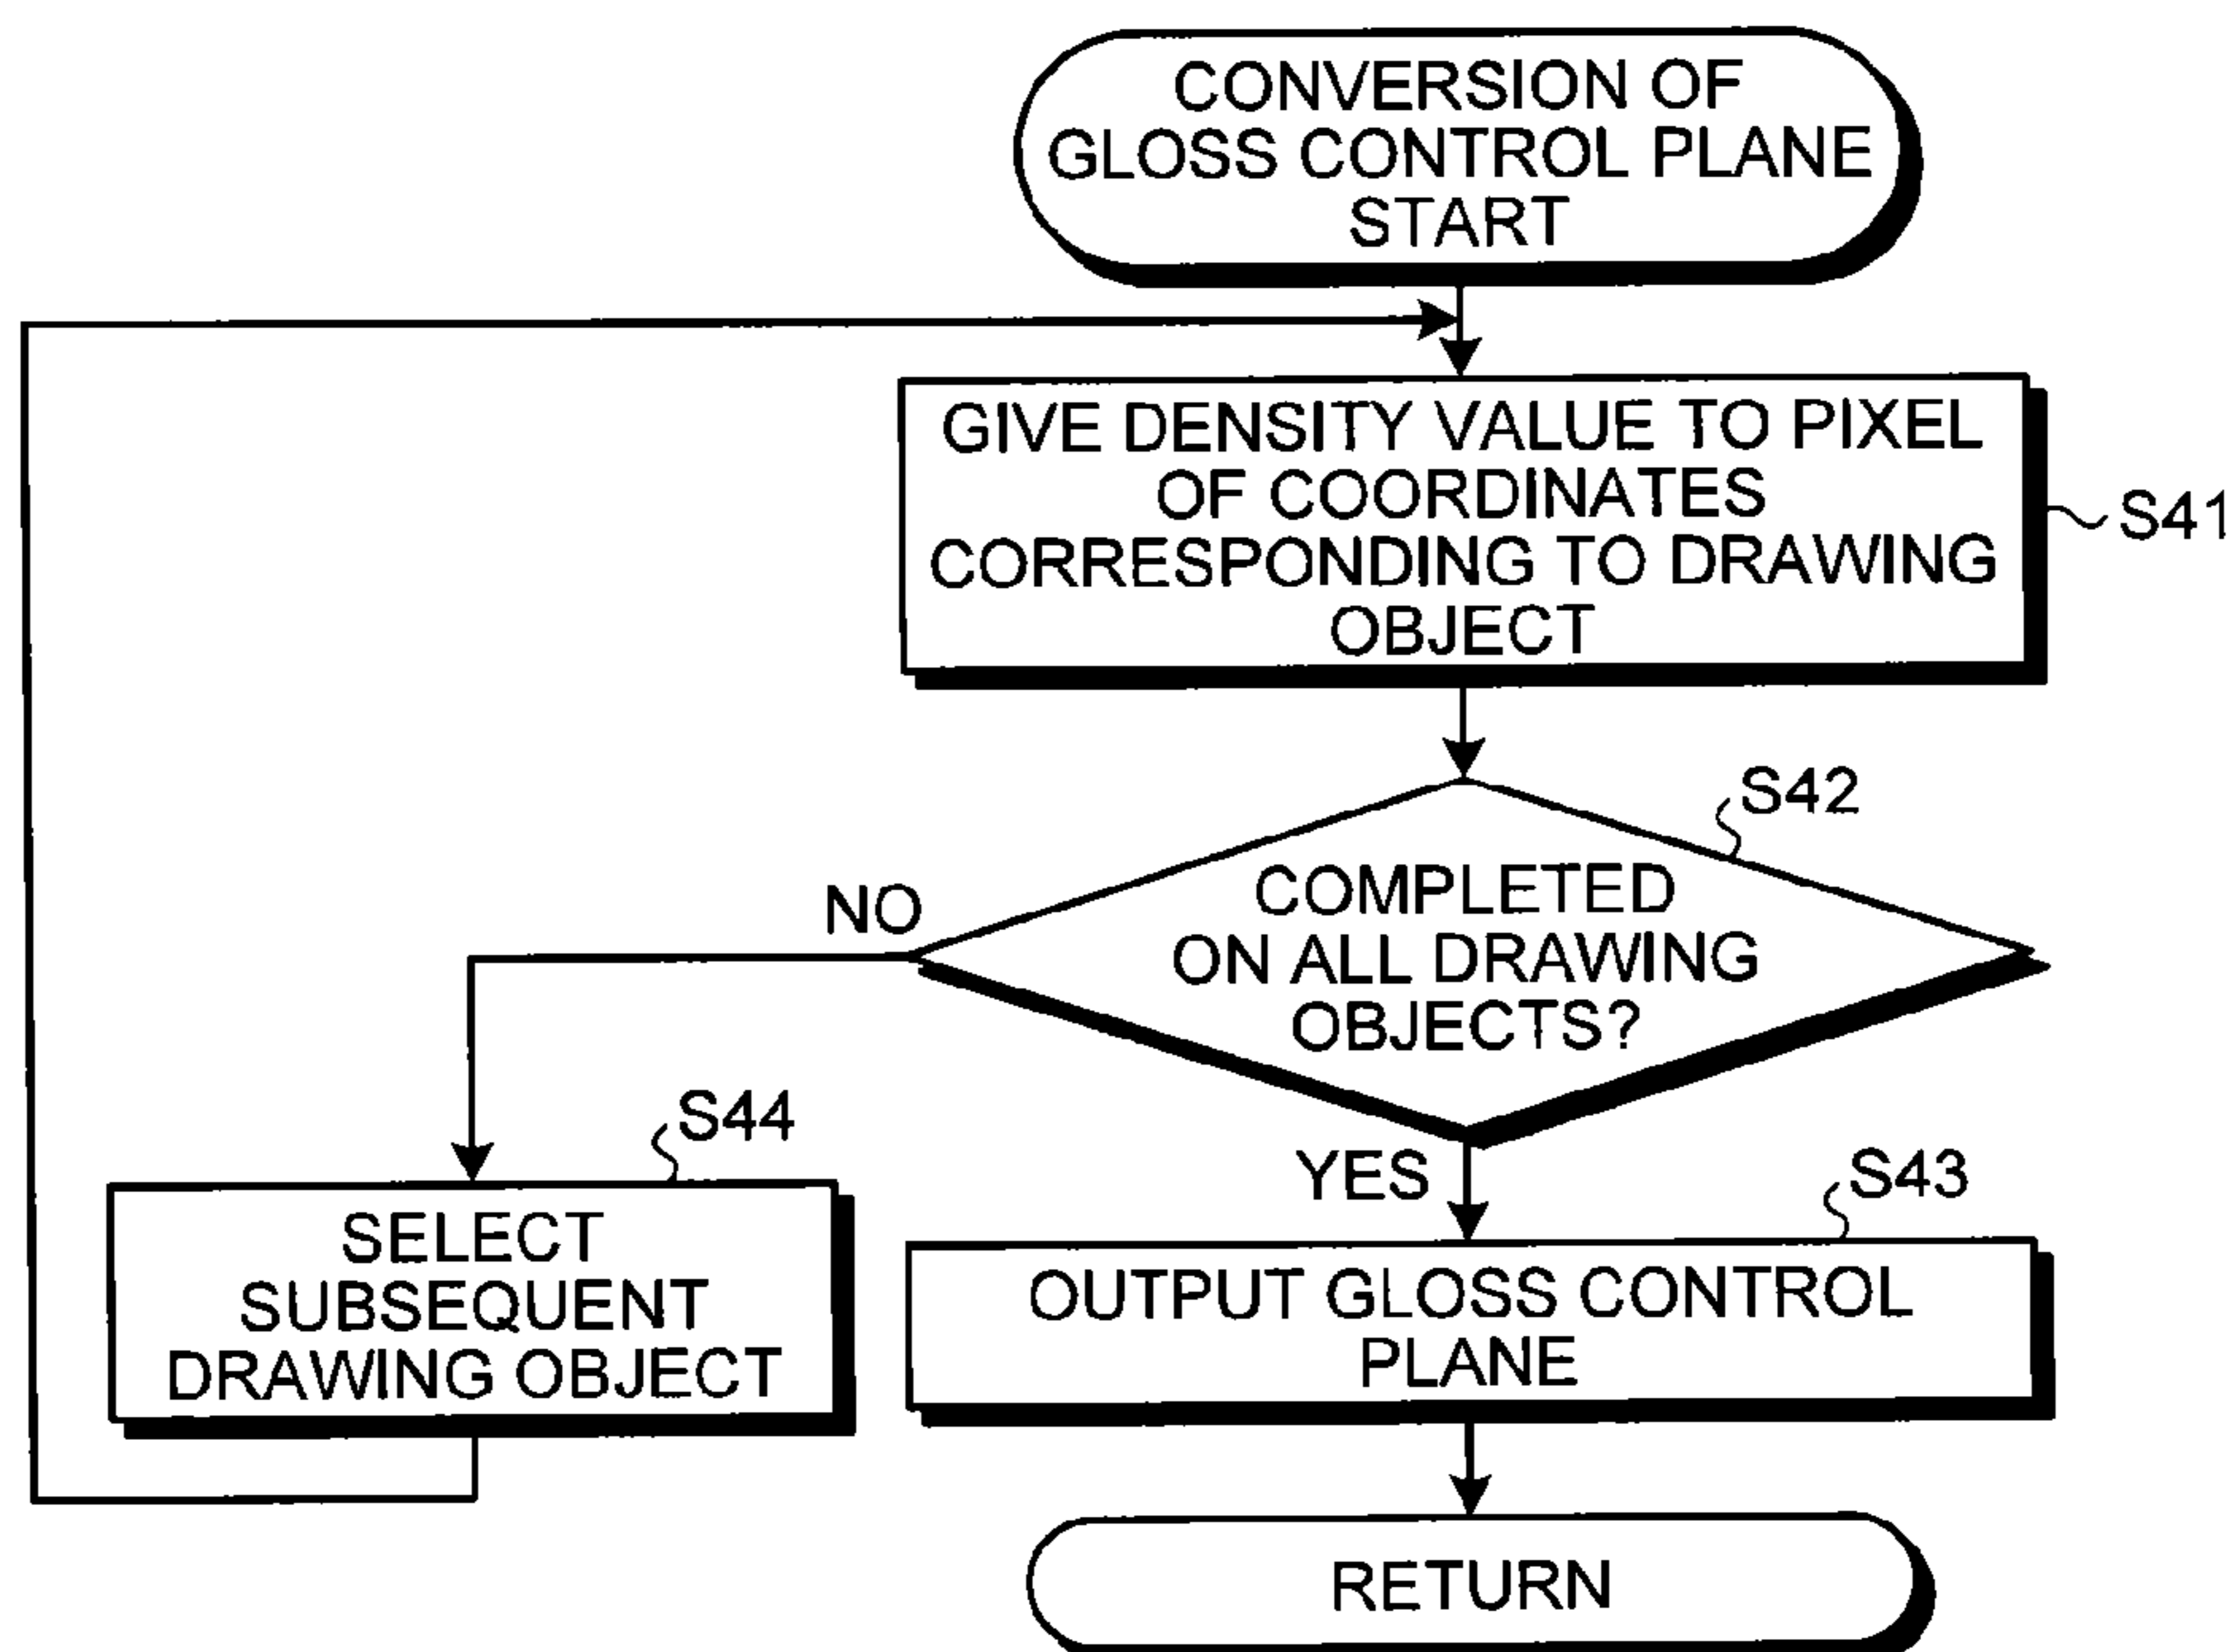 CONVERSION OF
GLOSS CONTROL PLANE
START
GIVE DENSITY VALUE TO PIXEL
OF COORDINATES
CORRESPONDING TO DRAWING
OBJECT
S41
S42
COMPLETED
ON ALL DRAWING
OBJECTS?
NO
YES
S44
SELECT
SUBSEQUENT
DRAWING OBJECT
S43
OUTPUT GLOSS CONTROL
PLANE
RETURN